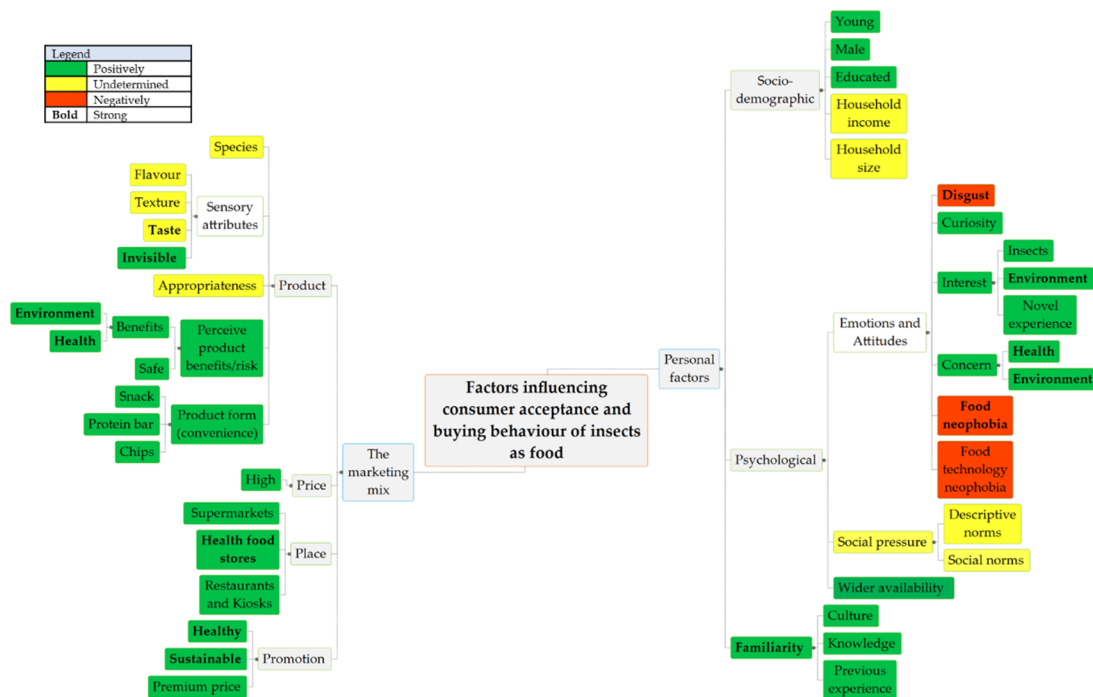 Legend
Positively
Undetermined
Negatively
Bold Strong
Species
Flavour
Texture
Taste
Invisible
Sensory
attributes
Appropriateness
Product
Environment
Health
Benefits
Safe
Perceive
product
benefits/risk
Snack
Protein bar
Chips
Product form
(convenience)
High
Price
Supermarkets
Health food
stores
Restaurants
and Kiosks
Place
Healthy
Sustainable
Premium price
Promotion
The
marketing
mix
Factors influencing
consumer acceptance and
buying behaviour of insects
as food
Personal
factors
Socio-
demographic
Young
Male
Educated
Household
income
Household
size
Psychological
Emotions and
Attitudes
Disgust
Curiosity
Interest
Insects
Environment
Novel
experience
Concern
Health
Environment
Food
neophobia
Food
technology
neophobia
Social pressure
Descriptive
norms
Social norms
Wider availability
Familiarity
Culture
Knowledge
Previous
experience